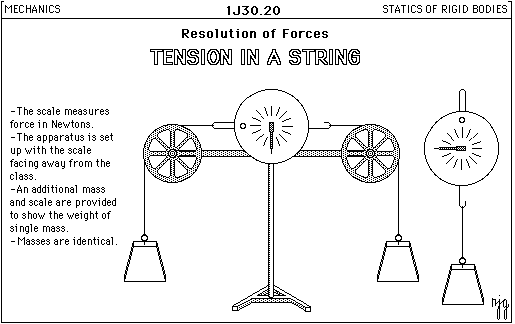 MECHANICS 1J30.20 STATICS OF RIGID BODIES
Resolution of Forces
TENSION IN A STRING
-The scale measures
force in Newtons.
-The apparatus is set
up with the scale
facing away from the
class.
-An additional mass
and scale are provided
to show the weight of
single mass.
-Masses are identical.
njg